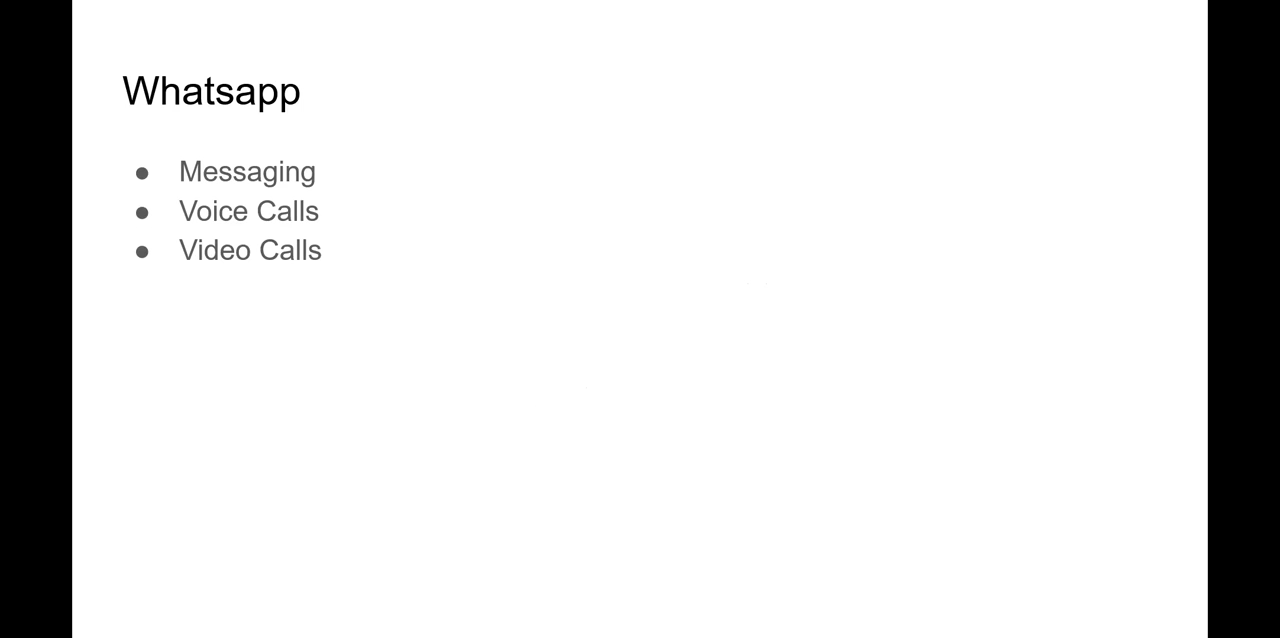 Whatsapp
● Messaging
● Voice Calls
● Video Calls